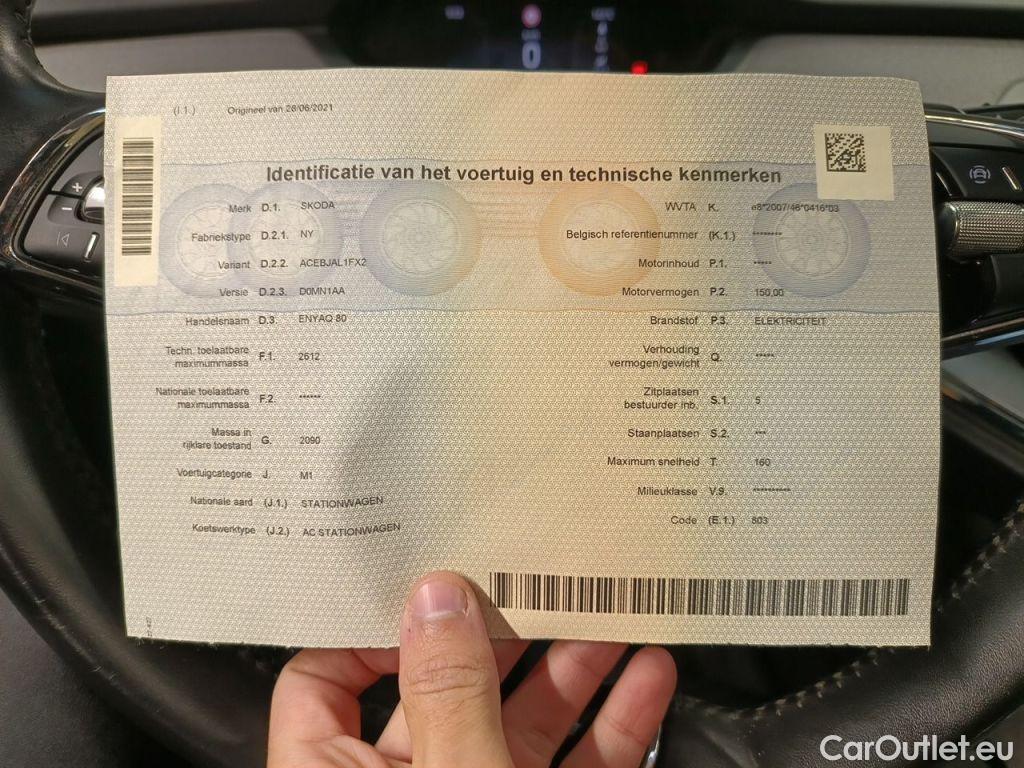 (I.1.) Origineel van 28/06/2021
Identificatie van het voertuig en technische kenmerken
Merk D.1. SKODA
Fabriekstype D.2.1. NY
Variant D.2.2. ACEBJAL1FX2
Versie D.2.3. D0MN1AA
Handelsnaam D.3. ENYAQ 80
Techn. toelaatbare
maximummassa F.1. 2612
Nationale toelaatbare
maximummassa F.2. ******
Massa in
rijklare toestand G. 2090
Voertuigcategorie J. M1
Nationale aard (J.1.) STATIONWAGEN
Koetswerktype (J.2.) AC STATIONWAGEN
WVTA K. e8*2007/46*0416*03
Belgisch referentienummer (K.1.) ********
Motorinhoud P.1. *****
Motorvermogen P.2. 150,00
Brandstof P.3. ELEKTRICITEIT
Verhouding
vermogen/gewicht Q. *****
Zitplaatsen
bestuurder inb. S.1. 5
Staanplaatsen S.2. ***
Maximum snelheid T. 160
Milieuklasse V.9. **********
Code (E.1.) 803
0
CarOutlet.eu